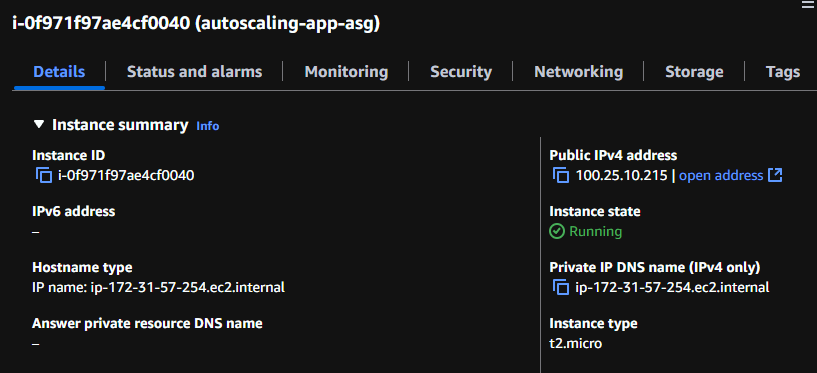 i-0f971f97ae4cf0040 (autoscaling-app-asg)
Details
Status and alarms
Monitoring
Security
Networking
Storage
Tags
Instance summary Info
Instance ID
i-0f971f97ae4cf0040
IPv6 address
–
Hostname type
IP name: ip-172-31-57-254.ec2.internal
Answer private resource DNS name
–
Public IPv4 address
100.25.10.215 | open address
Instance state
Running
Private IP DNS name (IPv4 only)
ip-172-31-57-254.ec2.internal
Instance type
t2.micro